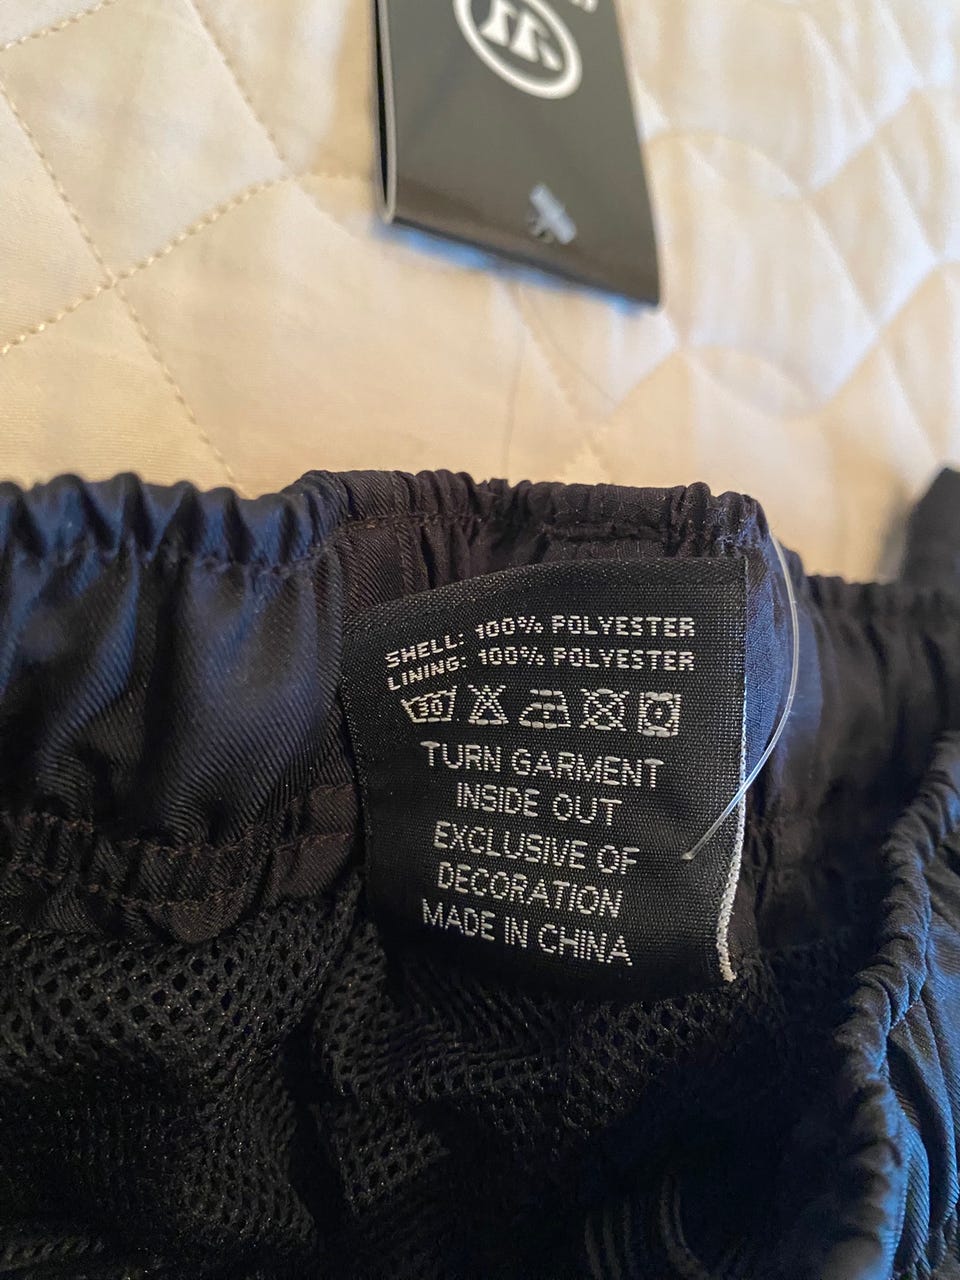 SHELL: 100% POLYESTER
LINING: 100% POLYESTER
30
TURN GARMENT
INSIDE OUT
EXCLUSIVE OF
DECORATION
MADE IN CHINA